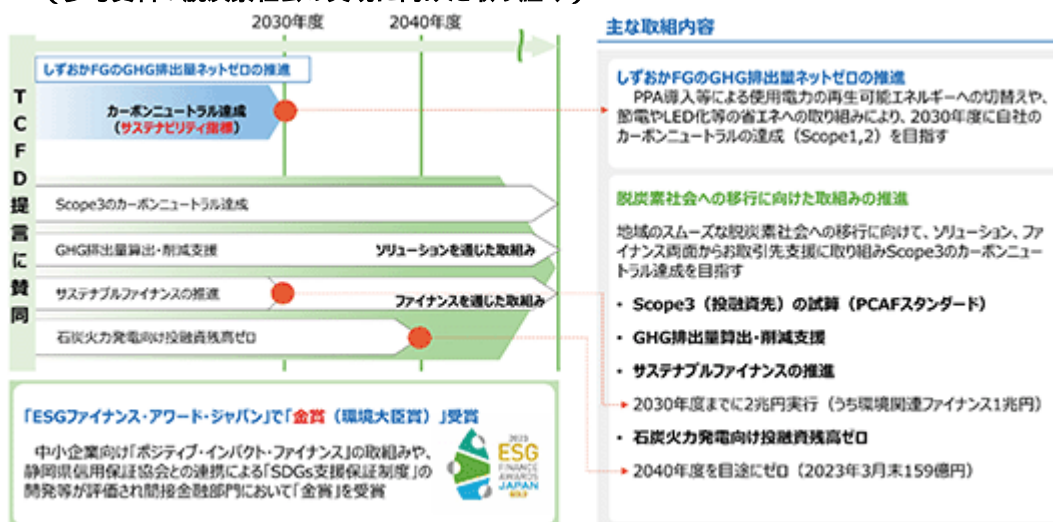 2030年度
2040年度
しずおかFGのGHG排出量ネットゼロの推進
カーボンニュートラル達成
（サステナビリティ指標）
TCFD提言に賛同
Scope3のカーボンニュートラル達成
GHG排出量算出・削減支援
ソリューションを通じた取組み
サステナブルファイナンスの推進
ファイナンスを通じた取組み
石炭火力発電向け投融資残高ゼロ
「ESGファイナンス・アワード・ジャパン」で「金賞（環境大臣賞）」受賞
中小企業向け「ポジティブ・インパクト・ファイナンス」の取組みや、
静岡県信用保証協会との連携による「SDGs支援保証制度」の
開発等が評価され間接金融部門において「金賞」を受賞
2023
ESG
FINANCE
AWARDS
JAPAN
GOLD
主な取組内容
しずおかFGのGHG排出量ネットゼロの推進
PPA導入等による使用電力の再生可能エネルギーへの切替えや、
節電やLED化等の省エネへの取り組みにより、2030年度に自社の
カーボンニュートラルの達成（Scope1,2）を目指す
脱炭素社会への移行に向けた取組みの推進
地域のスムーズな脱炭素社会への移行に向けて、ソリューション、ファ
イナンス両面からお取引先支援に取り組みScope3のカーボンニュー
トラル達成を目指す
・ Scope3（投融資先）の試算（PCAFスタンダード）
・ GHG排出量算出・削減支援
・ サステナブルファイナンスの推進
2030年度までに2兆円実行（うち環境関連ファイナンス1兆円）
・ 石炭火力発電向け投融資残高ゼロ
2040年度を目途にゼロ（2023年3月末159億円）